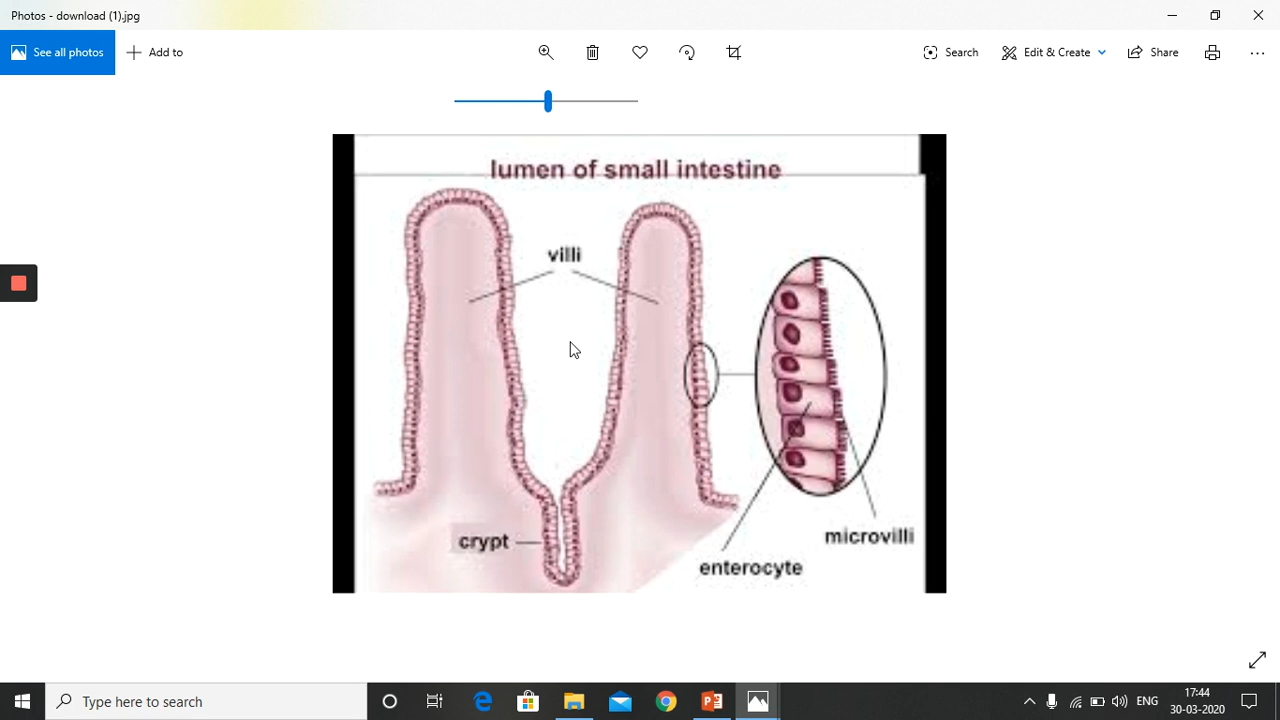 Photos - download (1).jpg
See all photos
Add to
Search
Edit & Create
Share
lumen of small intestine
villi
crypt
microvilli
enterocyte
Type here to search
ENG
17:44
30-03-2020